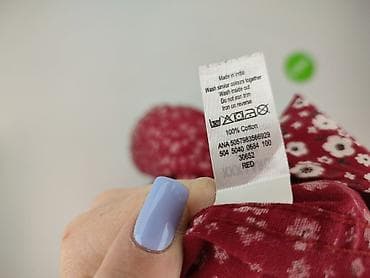 Made in India
Wash similar colours together
Wash inside out
Do not iron trim
Iron on reverse
100% Cotton
ANA 5057983566929
504 5040 0684 100
30652
RED